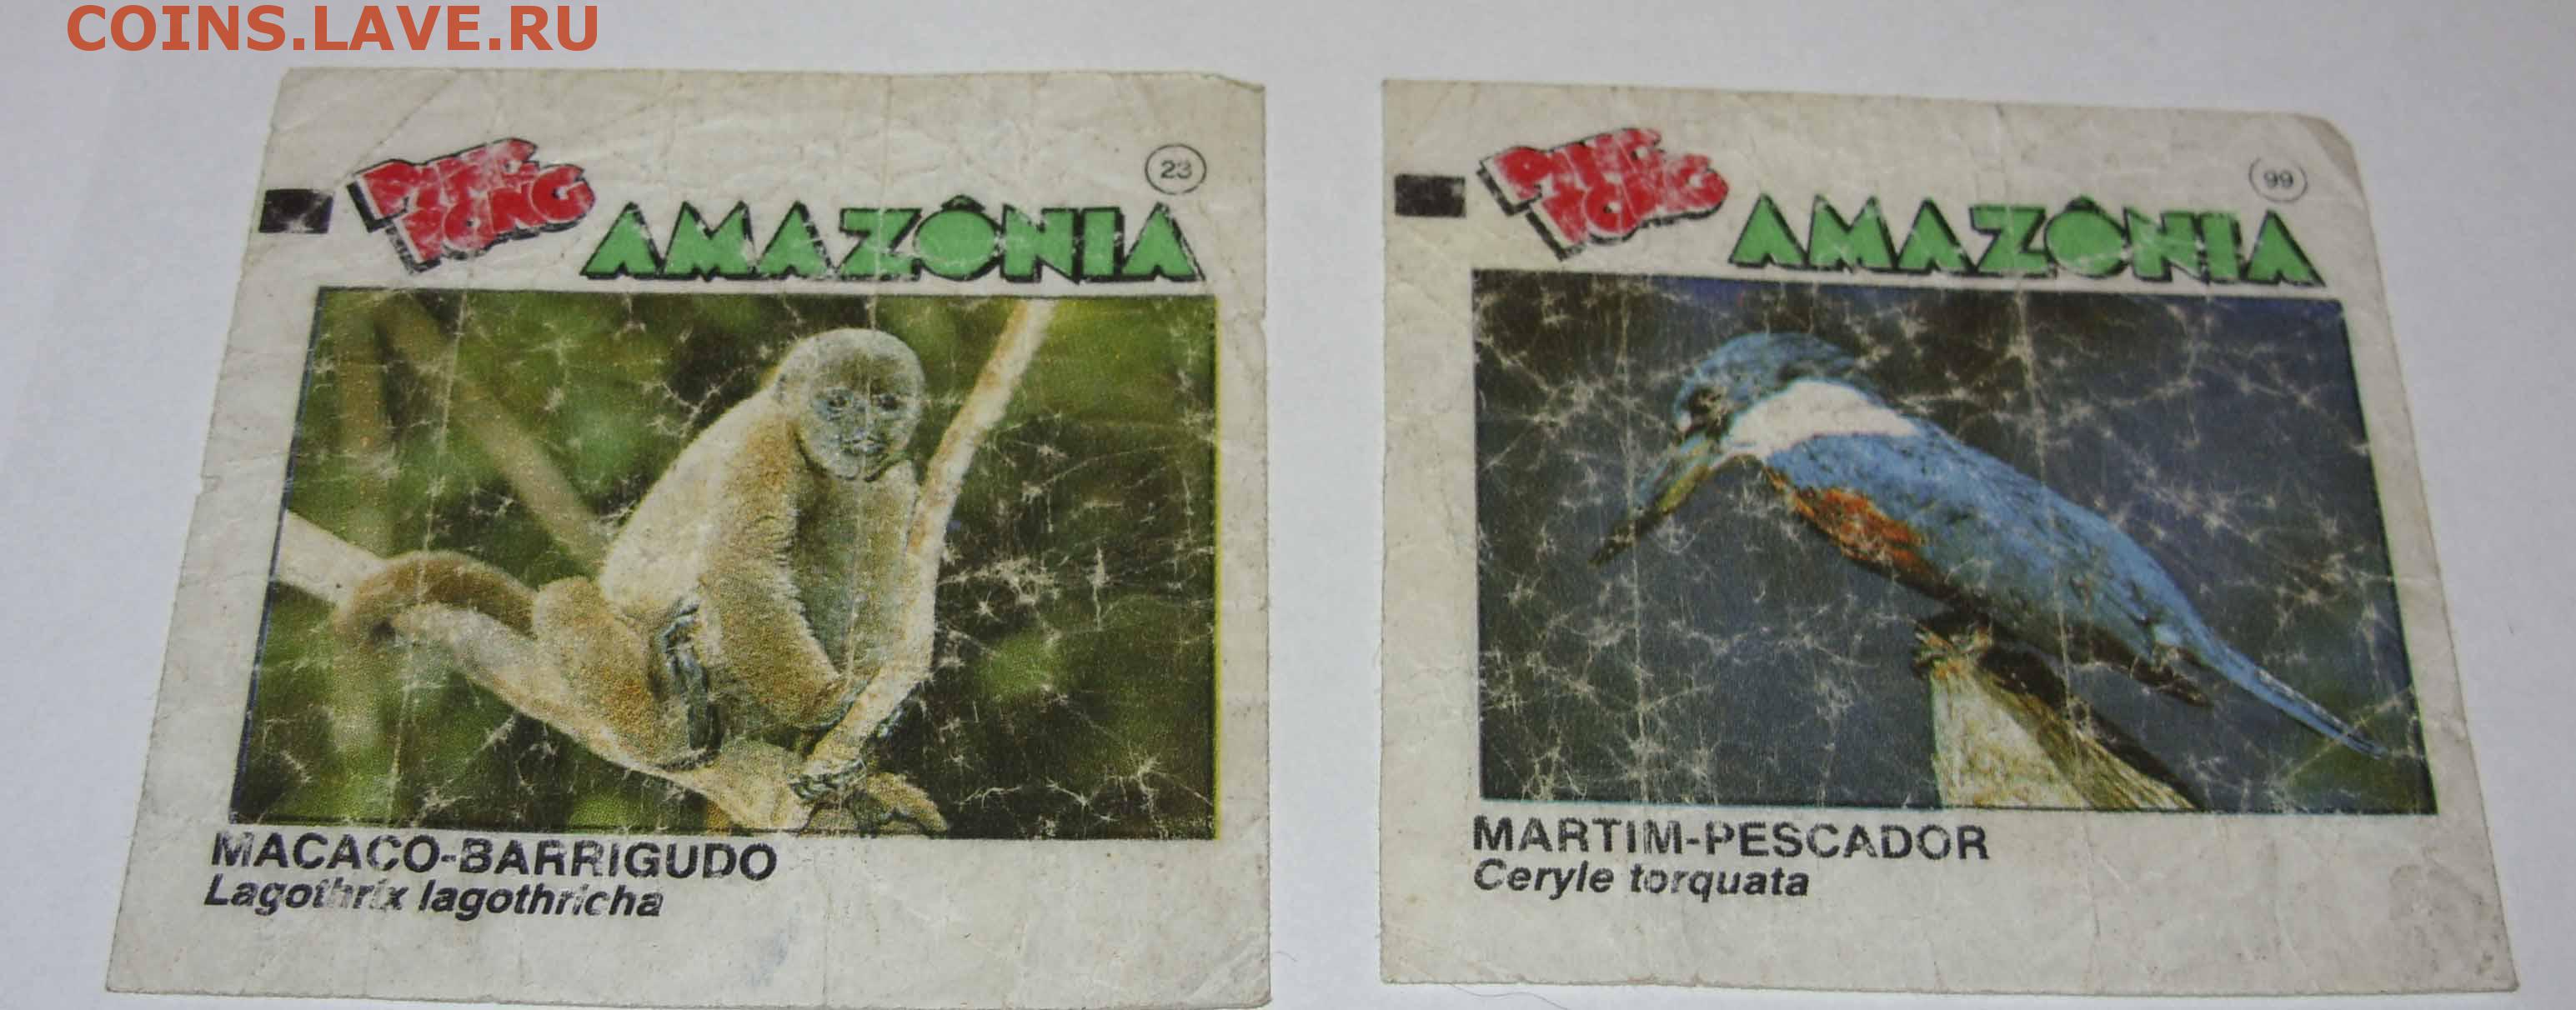 COINS.LAVE.RU
PING
PONG
AMAZÔNIA
23
MACACO-BARRIGUDO
Lagothrix lagothricha
PING
PONG
AMAZÔNIA
99
MARTIM-PESCADOR
Ceryle torquata